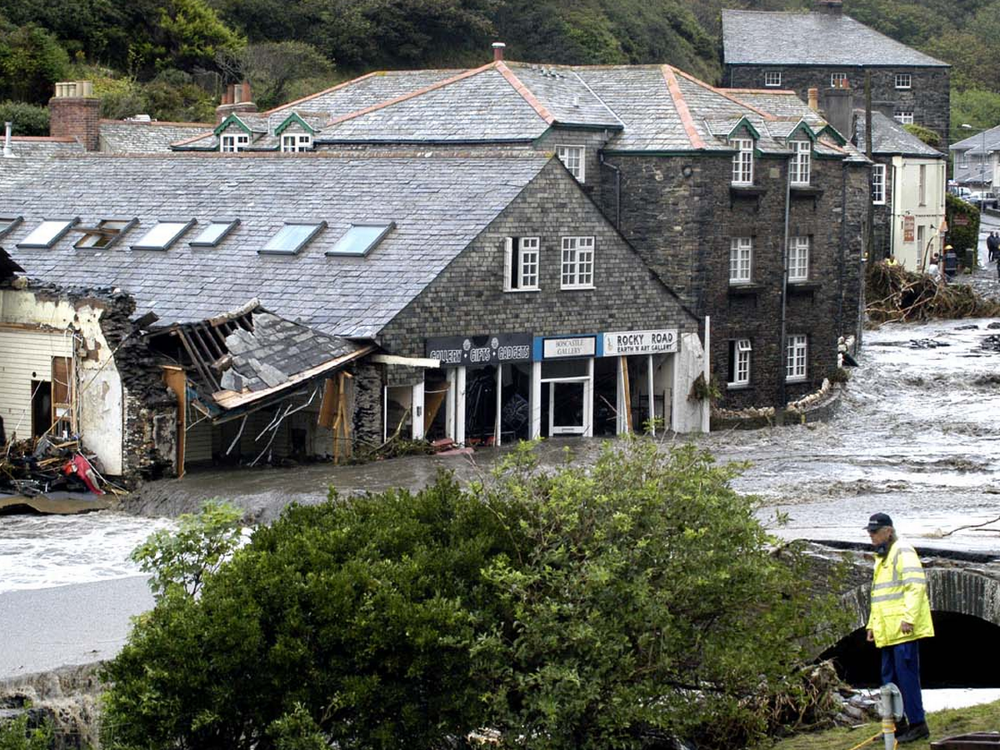 GALLERY • GIFTS • GADGETS
BOSCASTLE
GALLERY
ROCKY ROAD
EARTH N ART GALLERY